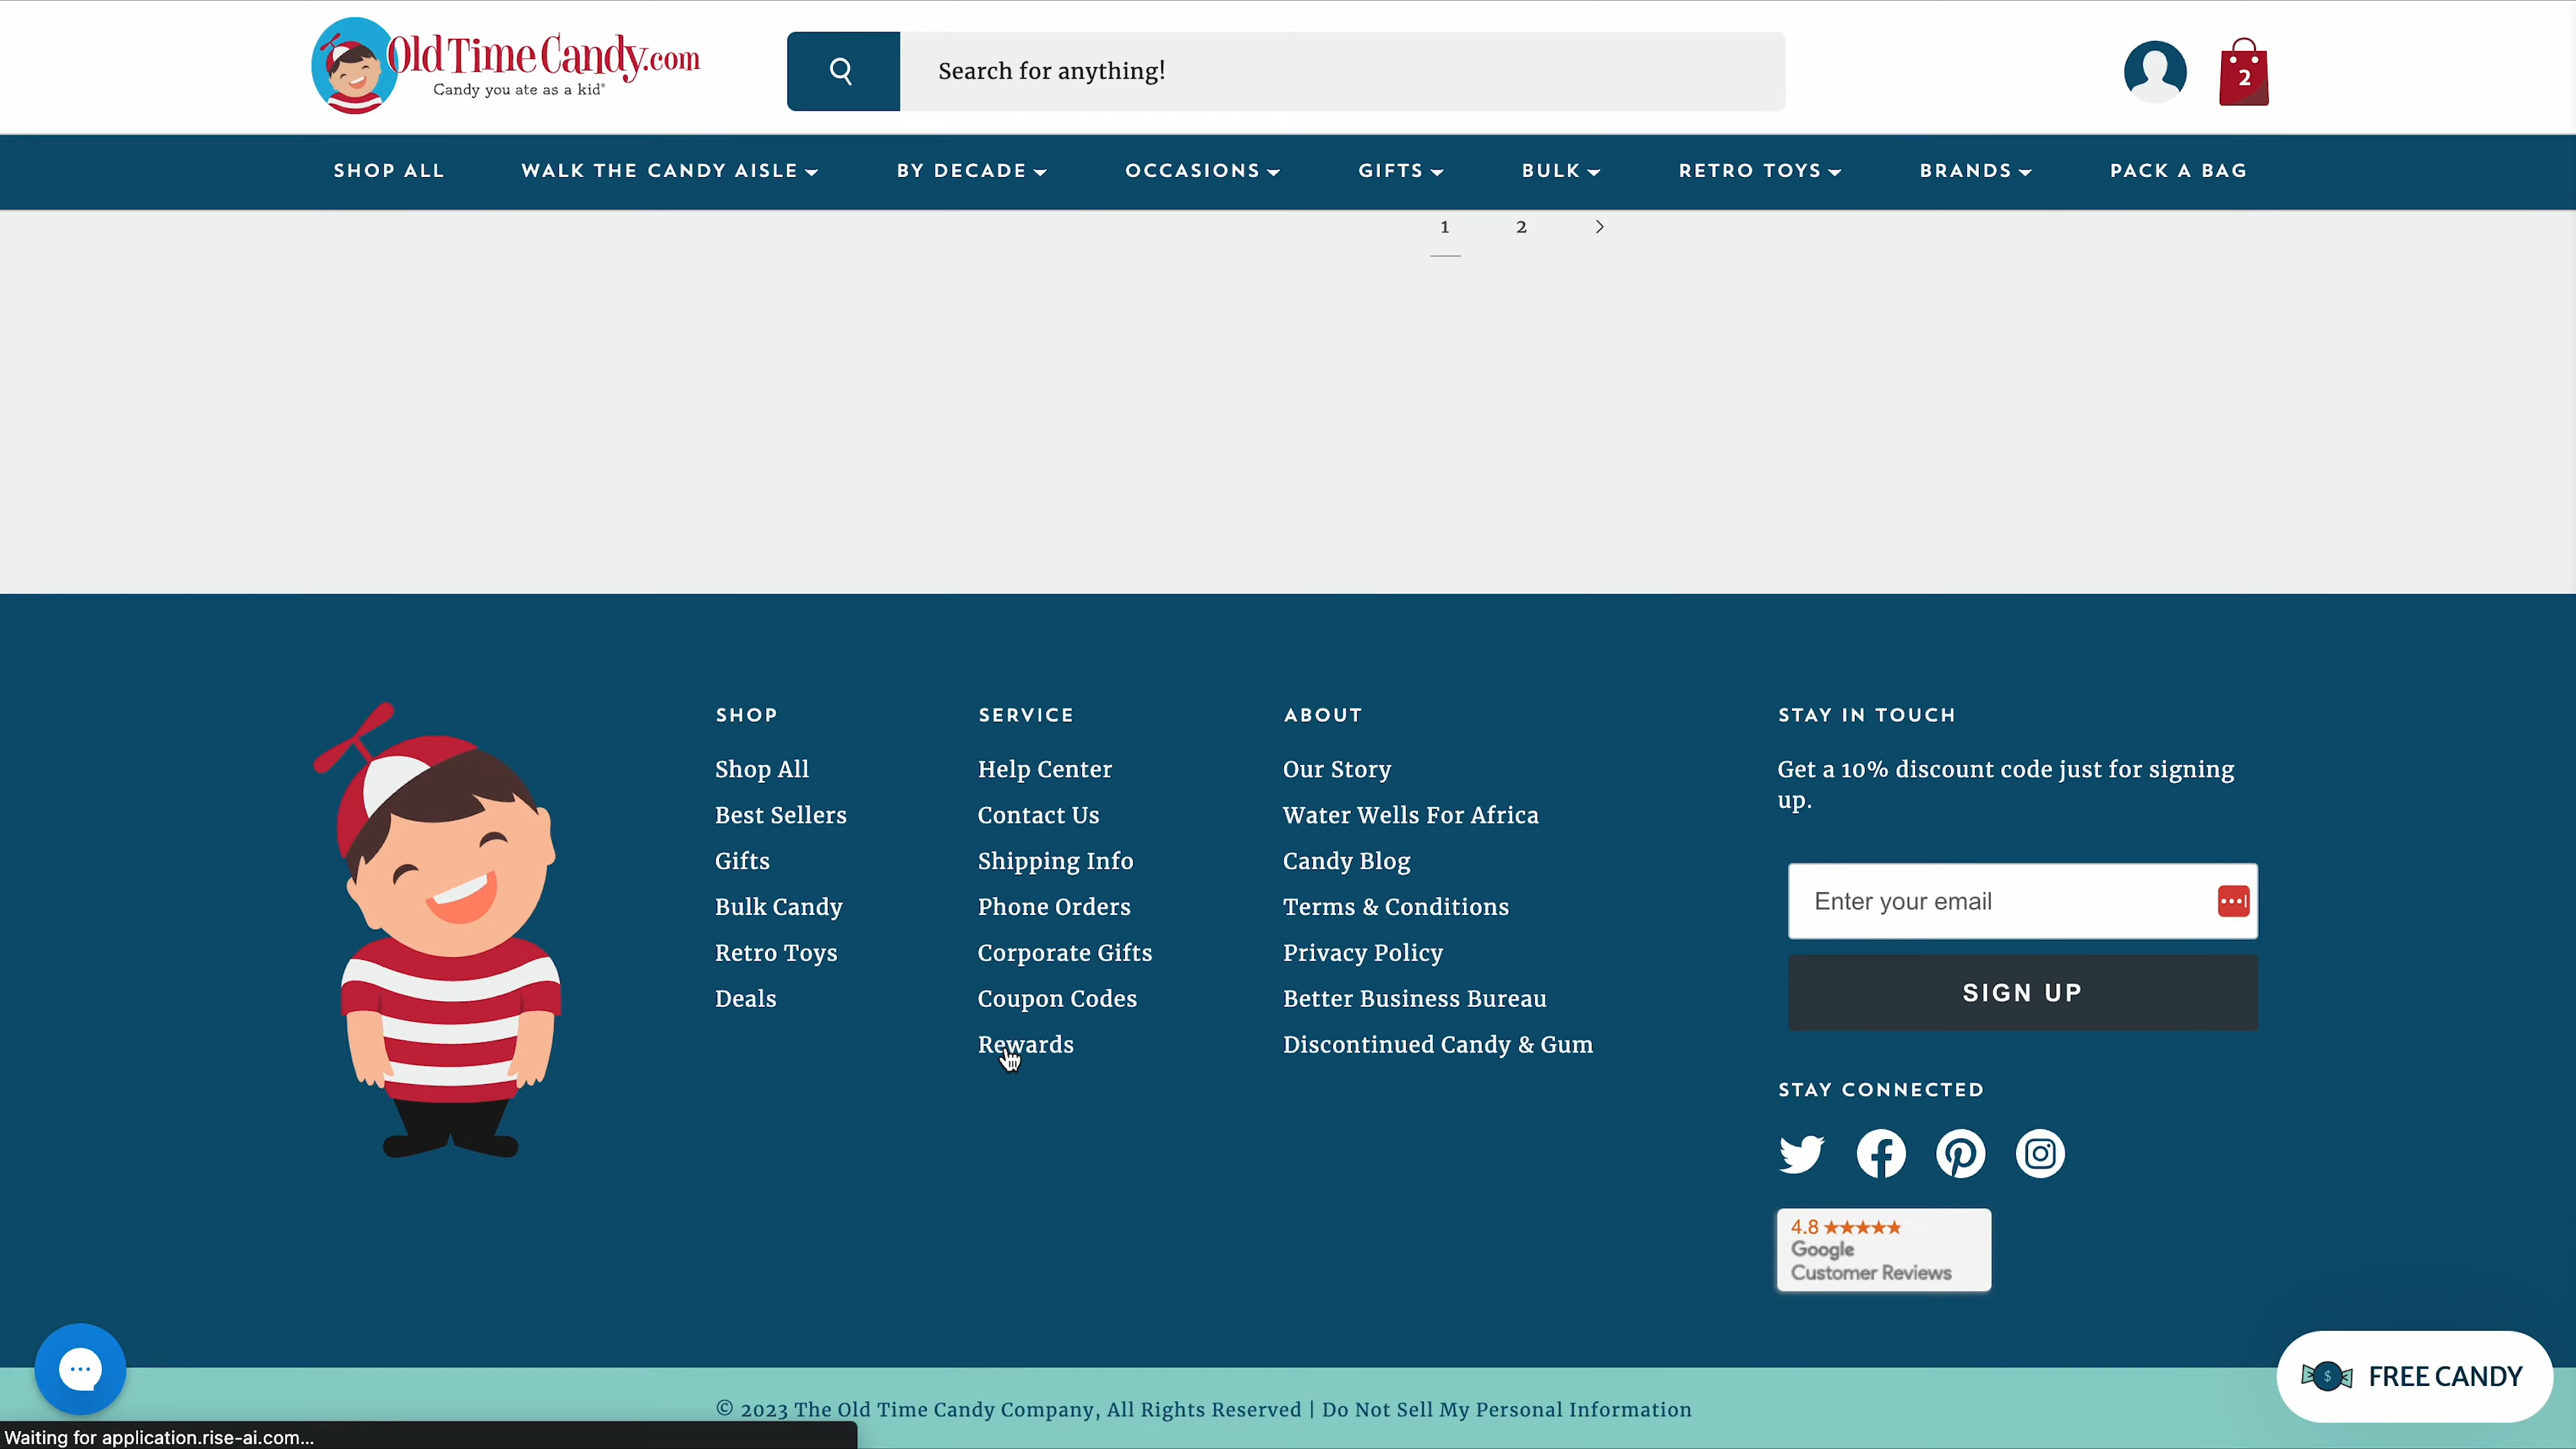 OldTimeCandy.com
Candy you ate as a kid®
Search for anything!
2
SHOP ALL
WALK THE CANDY AISLE
BY DECADE
OCCASIONS
GIFTS
BULK
RETRO TOYS
BRANDS
PACK A BAG
1
2
SHOP
Shop All
Best Sellers
Gifts
Bulk Candy
Retro Toys
Deals
SERVICE
Help Center
Contact Us
Shipping Info
Phone Orders
Corporate Gifts
Coupon Codes
Rewards
ABOUT
Our Story
Water Wells For Africa
Candy Blog
Terms & Conditions
Privacy Policy
Better Business Bureau
Discontinued Candy & Gum
STAY IN TOUCH
Get a 10% discount code just for signing
up.
Enter your email
SIGN UP
STAY CONNECTED
4.8 ★★★★★
Google
Customer Reviews
$ FREE CANDY
© 2023 The Old Time Candy Company, All Rights Reserved | Do Not Sell My Personal Information
Waiting for application.rise-ai.com...